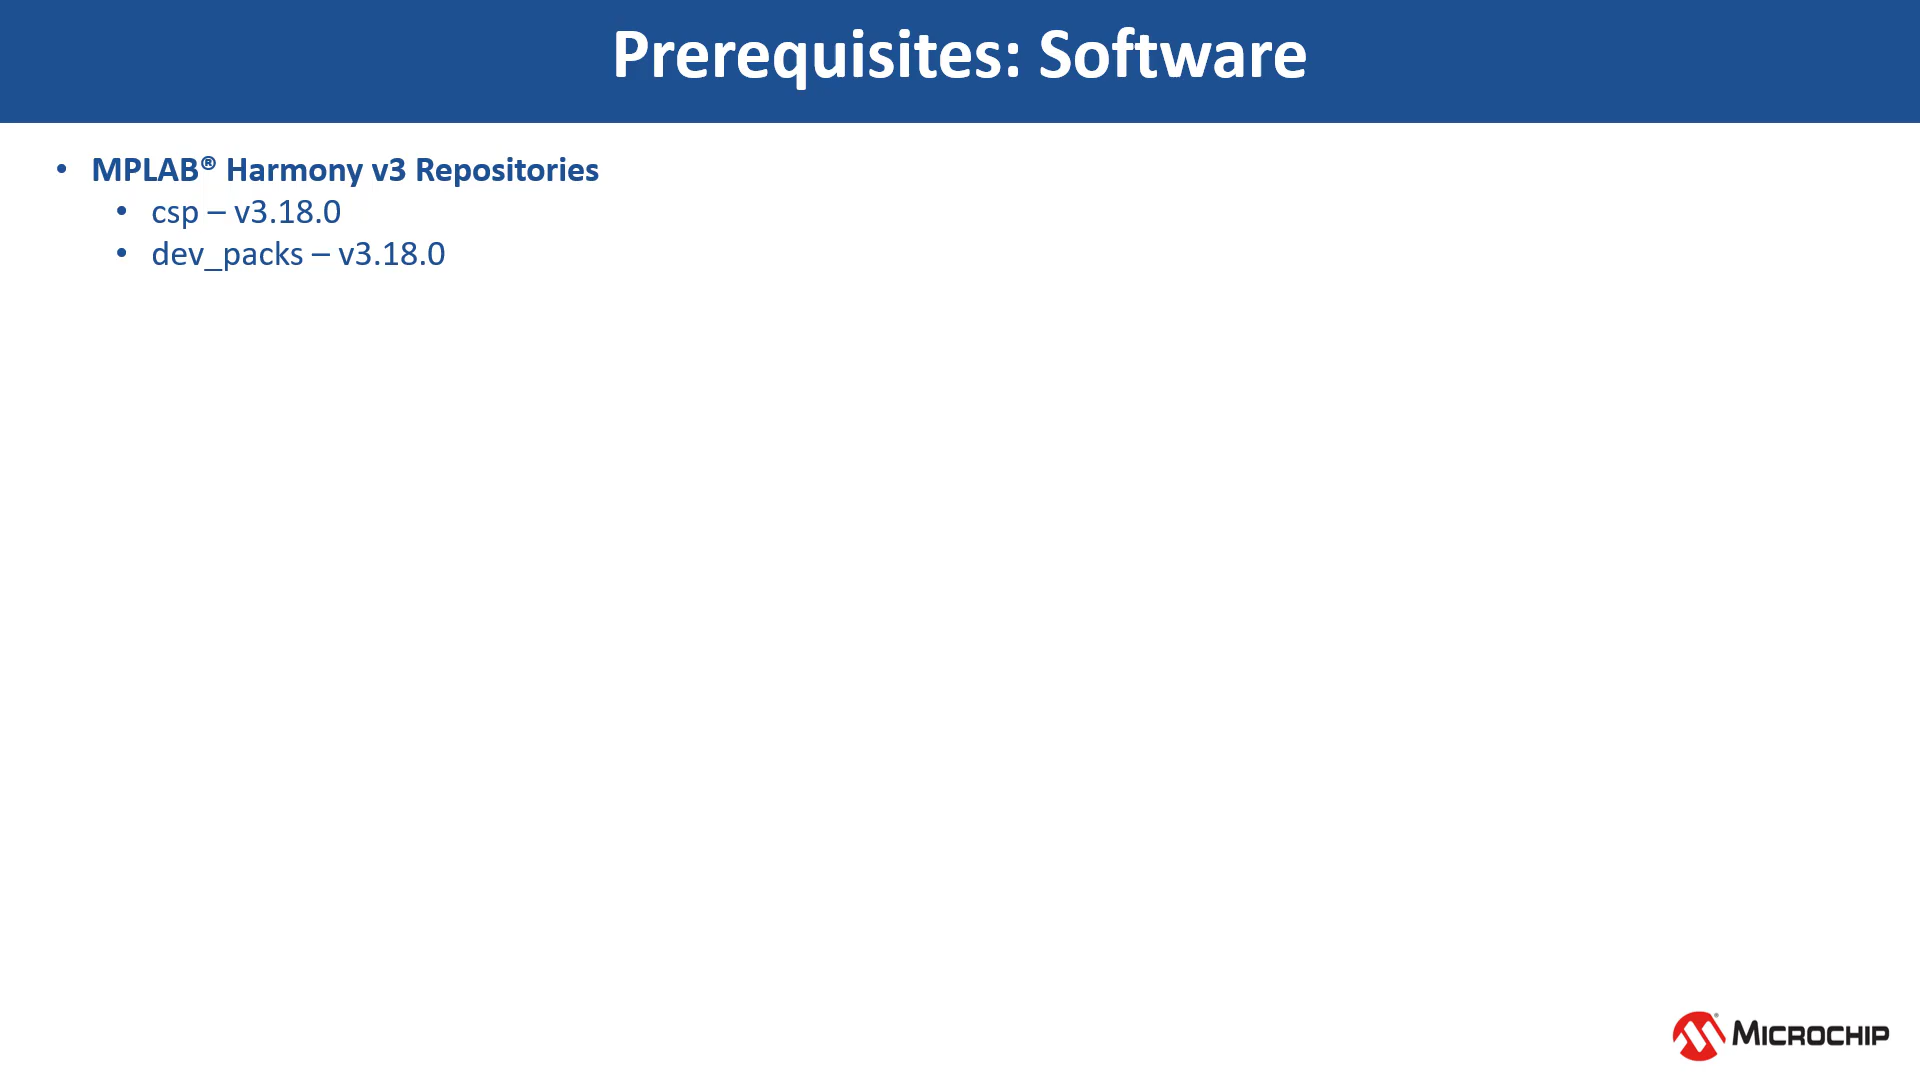 Prerequisites: Software
• MPLAB® Harmony v3 Repositories
• csp – v3.18.0
• dev_packs – v3.18.0
MICROCHIP